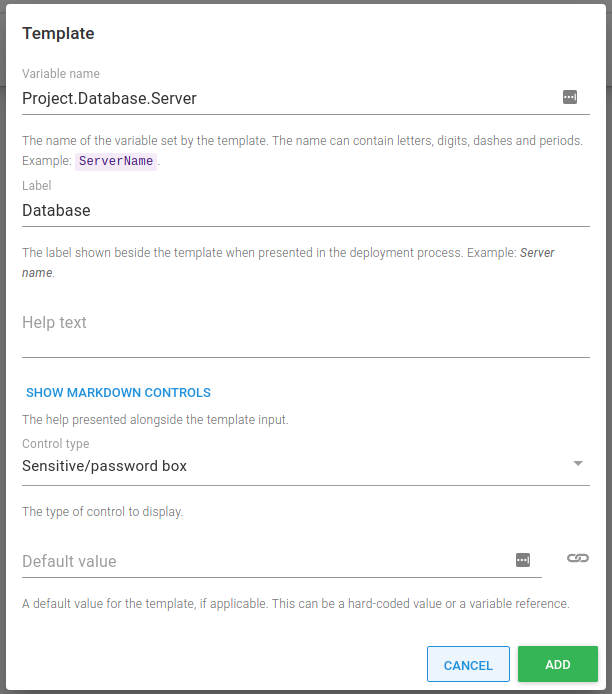 Template
Variable name
Project.Database.Server
The name of the variable set by the template. The name can contain letters, digits, dashes and periods.
Example: ServerName.
Label
Database
The label shown beside the template when presented in the deployment process. Example: Server
name.
Help text
SHOW MARKDOWN CONTROLS
The help presented alongside the template input.
Control type
Sensitive/password box
The type of control to display.
Default value
A default value for the template, if applicable. This can be a hard-coded value or a variable reference.
CANCEL ADD